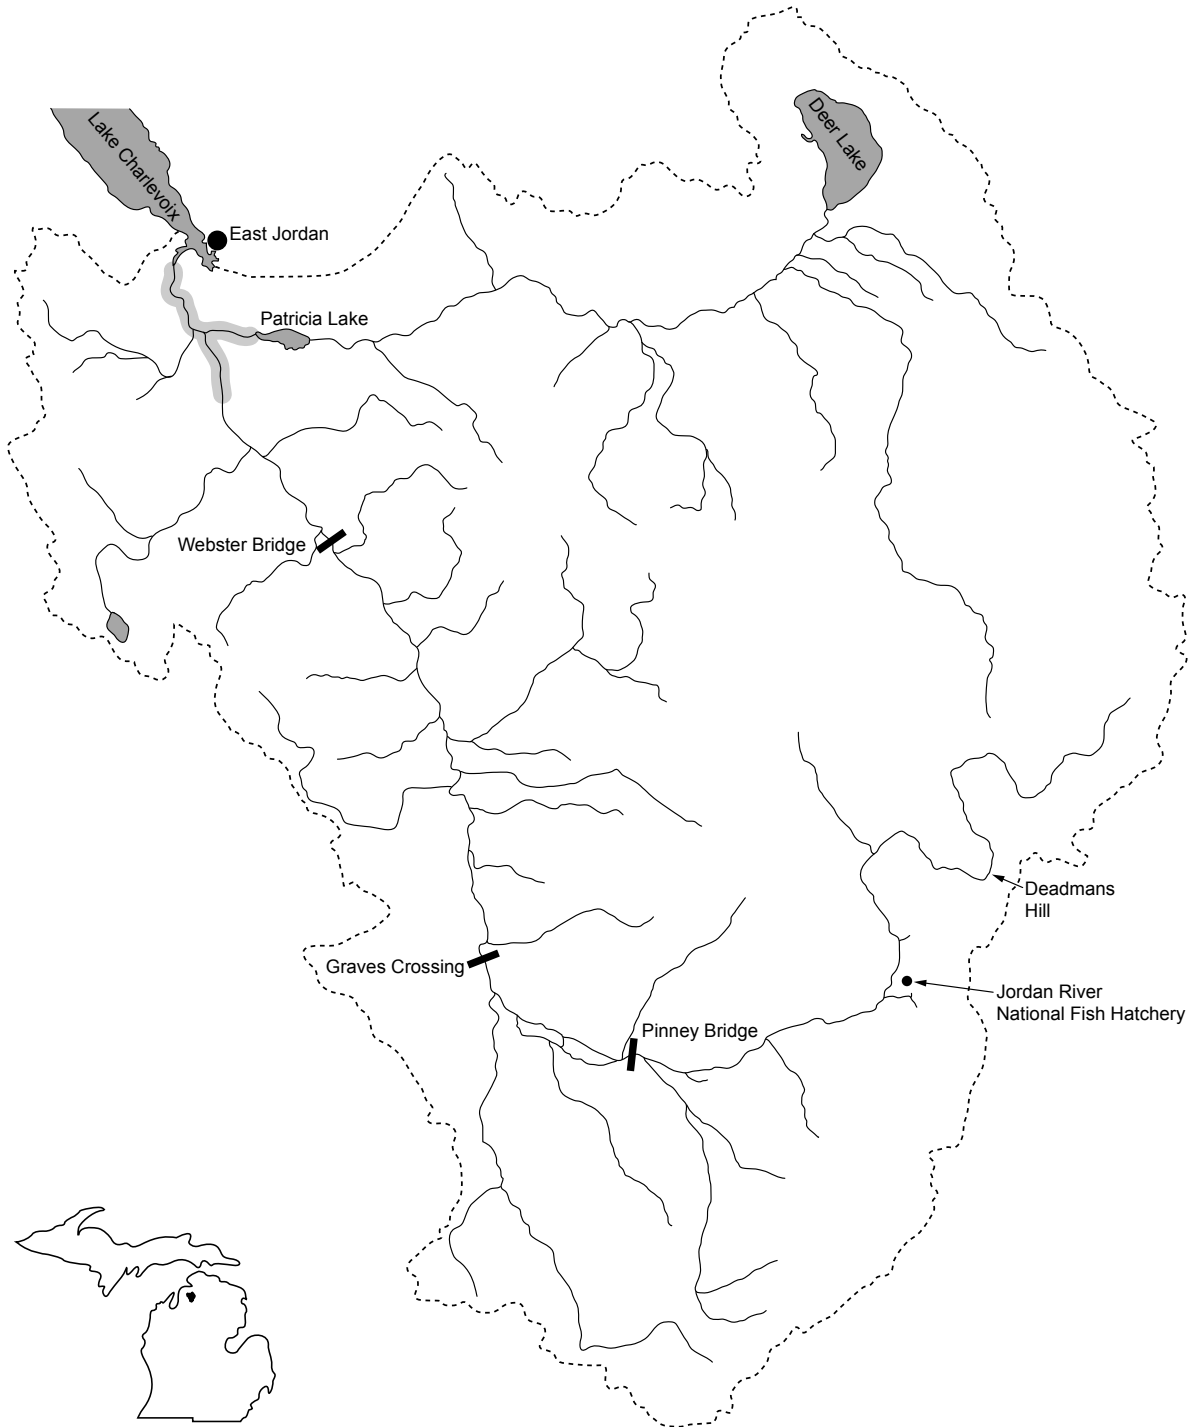 Deer Lake
Lake Charlevoix
East Jordan
Patricia Lake
Webster Bridge
Deadmans
Hill
Graves Crossing
Jordan River
National Fish Hatchery
Pinney Bridge